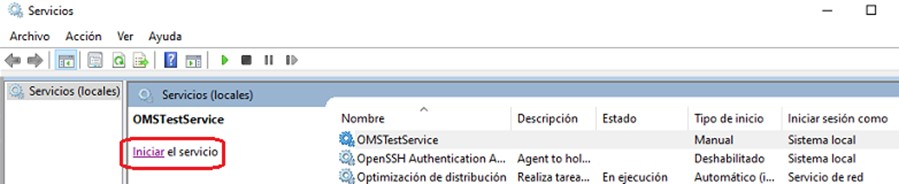 Servicios
Archivo Acción Ver Ayuda
Servicios (locales)
Servicios (locales)
OMSTestService
Iniciar el servicio
Nombre Descripción Estado Tipo de inicio Iniciar sesión como
OMSTestService Manual Sistema local
OpenSSH Authentication A... Agent to hol... Deshabilitado Sistema local
Optimización de distribución Realiza tarea... En ejecución Automático (i... Servicio de red